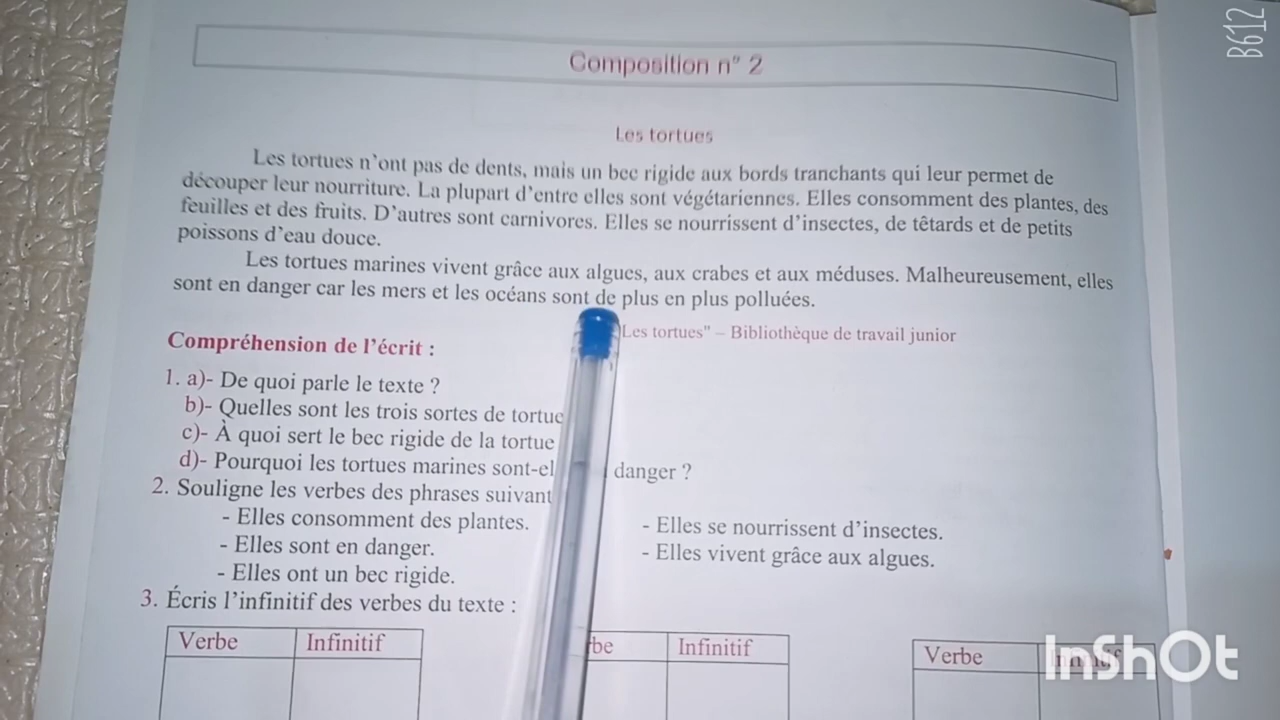 B612
Composition n° 2
Les tortues
Les tortues n'ont pas de dents, mais un bec rigide aux bords tranchants qui leur permet de
découper leur nourriture. La plupart d'entre elles sont végétariennes. Elles consomment des plantes, des
feuilles et des fruits. D'autres sont carnivores. Elles se nourrissent d'insectes, de têtards et de petits
poissons d'eau douce.
Les tortues marines vivent grâce aux algues, aux crabes et aux méduses. Malheureusement, elles
sont en danger car les mers et les océans sont de plus en plus polluées.
Les tortues" – Bibliothèque de travail junior
Compréhension de l'écrit :
1. a)- De quoi parle le texte ?
b)- Quelles sont les trois sortes de
c)- À quoi sert le bec rigide de la tortue
d)- Pourquoi les tortues marines danger ?
2. Souligne les verbes des phrases
- Elles consomment des plantes. - Elles se nourrissent d'insectes.
- Elles sont en danger. - Elles vivent grâce aux algues.
- Elles ont un bec rigide.
3. Écris l'infinitif des verbes du texte :
Verbe Infinitif Infinitif Verbe
InShOt